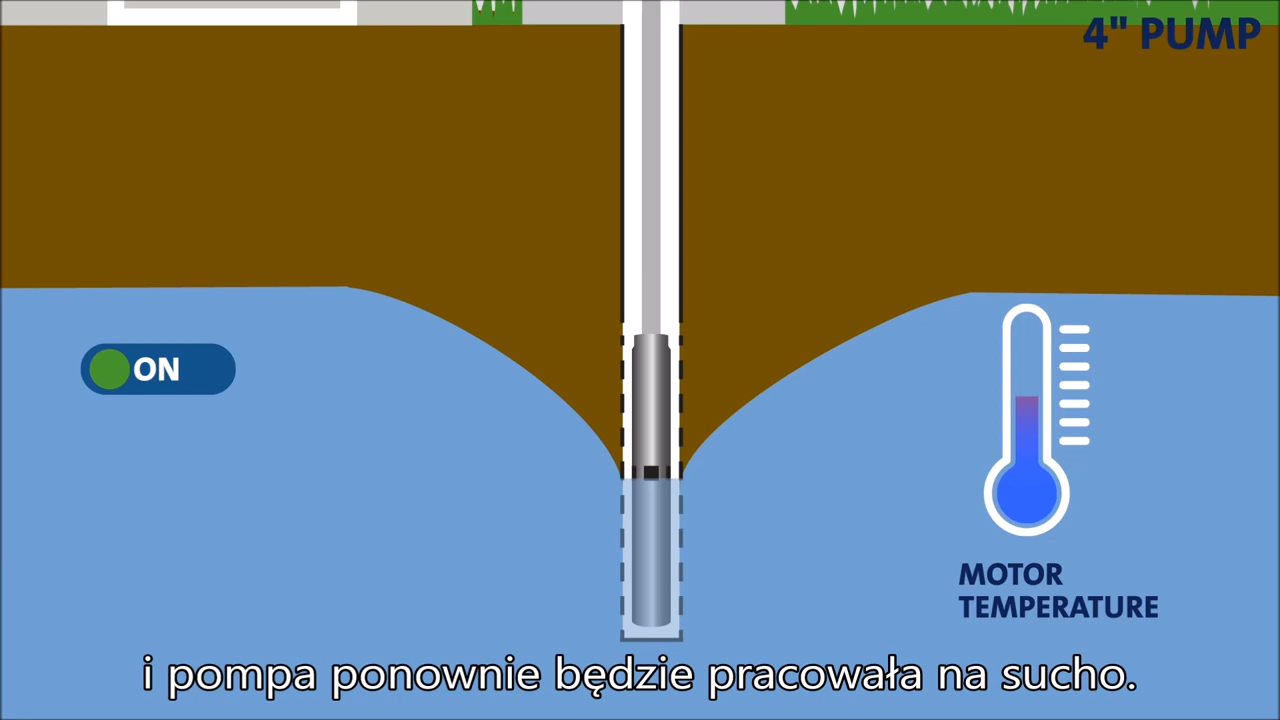 4" PUMP
ON
MOTOR
TEMPERATURE
i pompa ponownie będzie pracowała na sucho.